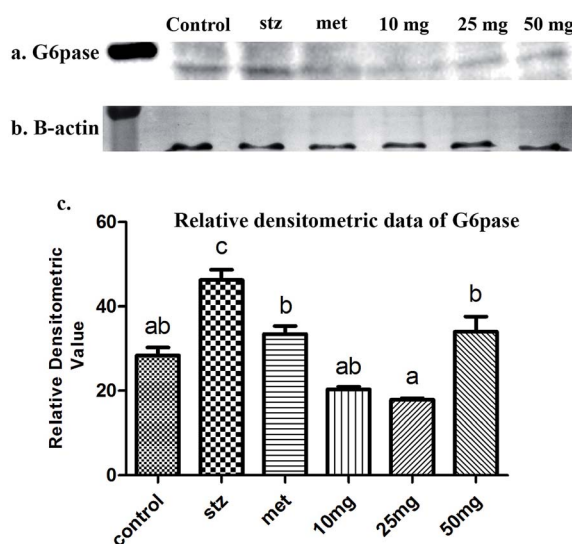 Control stz met 10 mg 25 mg 50 mg
a. G6pase
b. B-actin
c.
Relative densitometric data of G6pase
Relative Densitometric
Value
60
40
20
0
ab
c
b
ab
a
b
control
stz
met
10mg
25mg
50mg